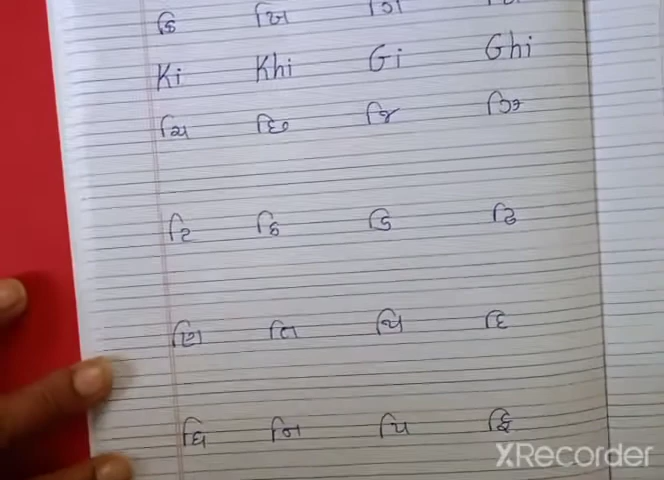 કિ ખિ ગિ ઘિ
Ki Khi Gi Ghi
ચિ છિ જિ ઝિ
ટિ ઠિ ડિ ઢિ
ણિ તિ થિ દિ
ધિ નિ પિ ફિ
XRecorder